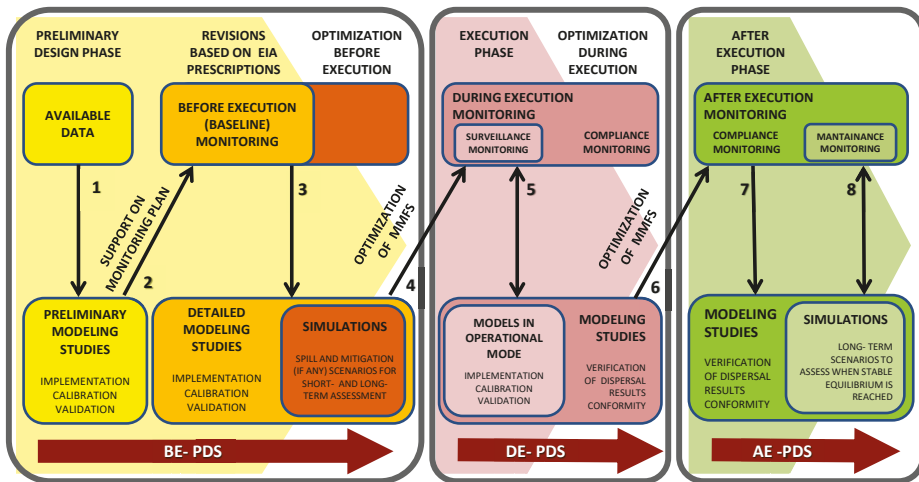 PRELIMINARY
DESIGN PHASE
REVISIONS
BASED ON EIA
PRESCRIPTIONS
OPTIMIZATION
BEFORE
EXECUTION
AVAILABLE
DATA
BEFORE EXECUTION
(BASELINE)
MONITORING
1
SUPPORT ON
MONITORING PLAN
2
3
OPTIMIZATION
OF MMFS
4
PRELIMINARY
MODELING
STUDIES
IMPLEMENTATION
CALIBRATION
VALIDATION
DETAILED
MODELING
STUDIES
IMPLEMENTATION
CALIBRATION
VALIDATION
SIMULATIONS
SPILL AND MITIGATION
(IF ANY) SCENARIOS FOR
SHORT- AND LONG-
TERM ASSESSMENT
BE- PDS
EXECUTION
PHASE
OPTIMIZATION
DURING
EXECUTION
DURING EXECUTION
MONITORING
SURVEILLANCE
MONITORING
COMPLIANCE
MONITORING
5
OPTIMIZATION
OF MMFS
6
MODELS IN
OPERATIONAL
MODE
IMPLEMENTATION
CALIBRATION
VALIDATION
MODELING
STUDIES
VERIFICATION
OF DISPERSAL
RESULTS
CONFORMITY
DE- PDS
AFTER
EXECUTION
PHASE
AFTER EXECUTION
MONITORING
COMPLIANCE
MONITORING
MANTAINANCE
MONITORING
7
8
MODELING
STUDIES
VERIFICATION
OF DISPERSAL
RESULTS
CONFORMITY
SIMULATIONS
LONG- TERM
SCENARIOS TO
ASSESS WHEN STABLE
EQUILIBRIUM IS
REACHED
AE -PDS